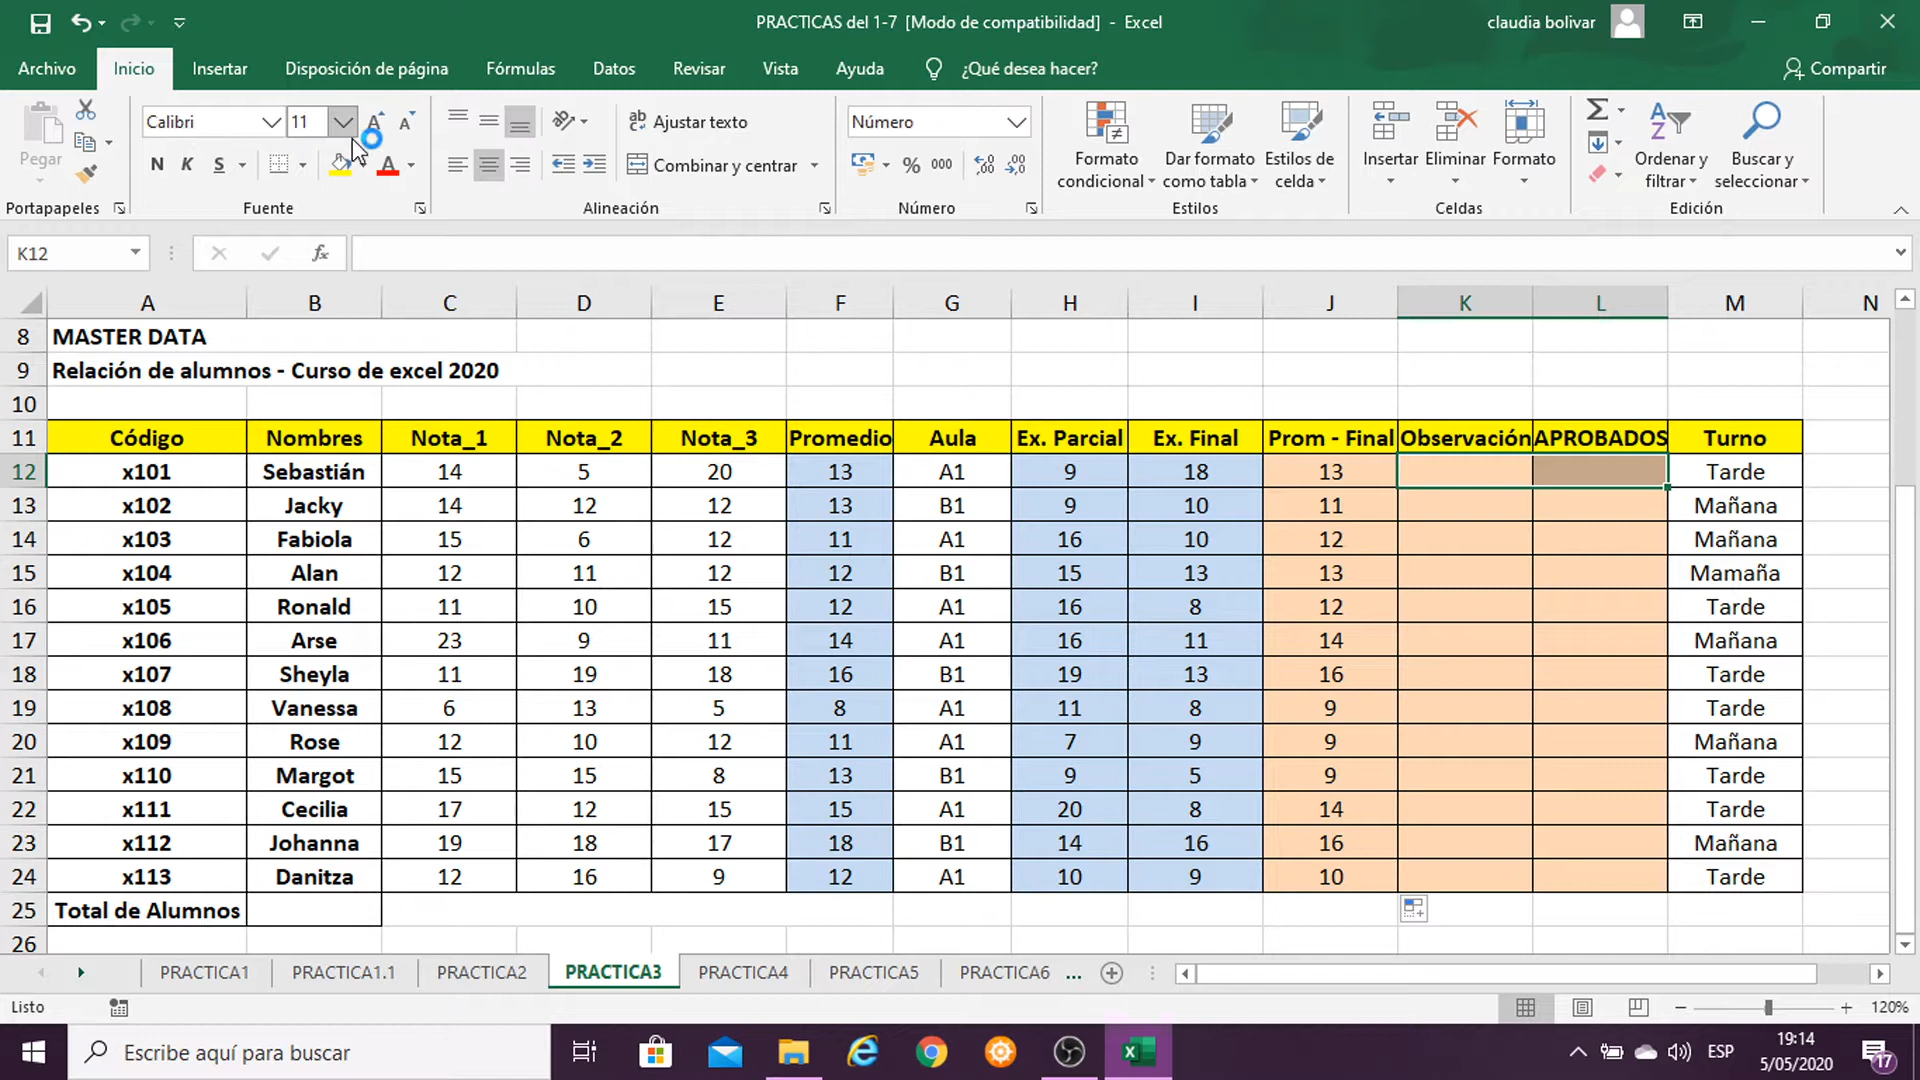 PRACTICAS del 1-7 [Modo de compatibilidad] - Excel
claudia bolivar
Archivo Inicio Insertar Disposición de página Fórmulas Datos Revisar Vista Ayuda ¿Qué desea hacer? Compartir
Pegar
Portapapeles
Calibri 11
N K S
Fuente
Ajustar texto
Combinar y centrar
Alineación
Número
% 000
Número
Formato condicional
Dar formato como tabla
Estilos de celda
Estilos
Insertar Eliminar Formato
Celdas
Ordenar y filtrar
Buscar y seleccionar
Edición
K12 fx
A B C D E F G H I J K L M N
8 MASTER DATA
9 Relación de alumnos - Curso de excel 2020
10
11 Código Nombres Nota_1 Nota_2 Nota_3 Promedio Aula Ex. Parcial Ex. Final Prom - Final Observación APROBADOS Turno
12 x101 Sebastián 14 5 20 13 A1 9 18 13 Tarde
13 x102 Jacky 14 12 12 13 B1 9 10 11 Mañana
14 x103 Fabiola 15 6 12 11 A1 16 10 12 Mañana
15 x104 Alan 12 11 12 12 B1 15 13 13 Mamaña
16 x105 Ronald 11 10 15 12 A1 16 8 12 Tarde
17 x106 Arse 23 9 11 14 A1 16 11 14 Mañana
18 x107 Sheyla 11 19 18 16 B1 19 13 16 Tarde
19 x108 Vanessa 6 13 5 8 A1 11 8 9 Tarde
20 x109 Rose 12 10 12 11 A1 7 9 9 Mañana
21 x110 Margot 15 15 8 13 B1 9 5 9 Tarde
22 x111 Cecilia 17 12 15 15 A1 20 8 14 Tarde
23 x112 Johanna 19 18 17 18 B1 14 16 16 Mañana
24 x113 Danitza 12 16 9 12 A1 10 9 10 Tarde
25 Total de Alumnos
26
PRACTICA1 PRACTICA1.1 PRACTICA2 PRACTICA3 PRACTICA4 PRACTICA5 PRACTICA6 ...
Listo 120%
Escribe aquí para buscar
ESP
19:14
5/05/2020
17